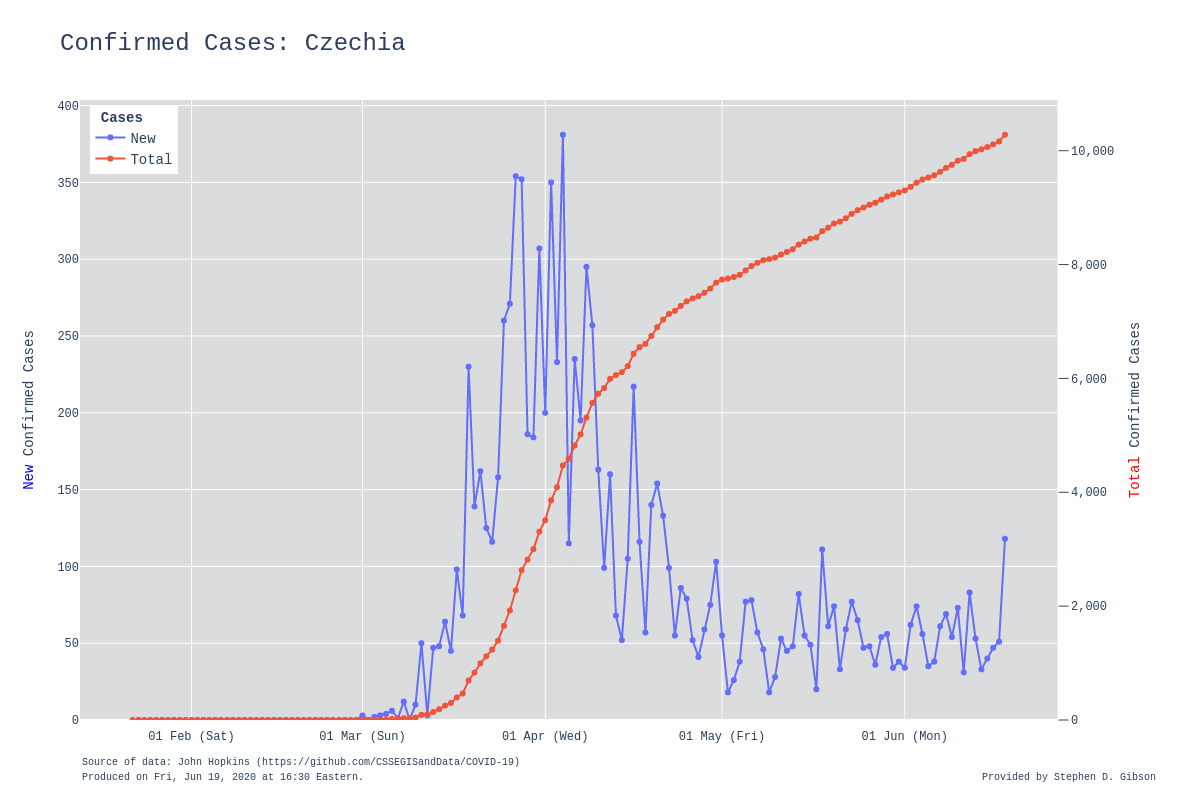 Confirmed Cases: Czechia
Cases
New
Total
400
350
300
250
200
150
100
50
0
10,000
8,000
6,000
4,000
2,000
0
New Confirmed Cases
Total Confirmed Cases
01 Feb (Sat)
01 Mar (Sun)
01 Apr (Wed)
01 May (Fri)
01 Jun (Mon)
Source of data: John Hopkins (https://github.com/CSSEGISandData/COVID-19)
Produced on Fri, Jun 19, 2020 at 16:30 Eastern.
Provided by Stephen D. Gibson